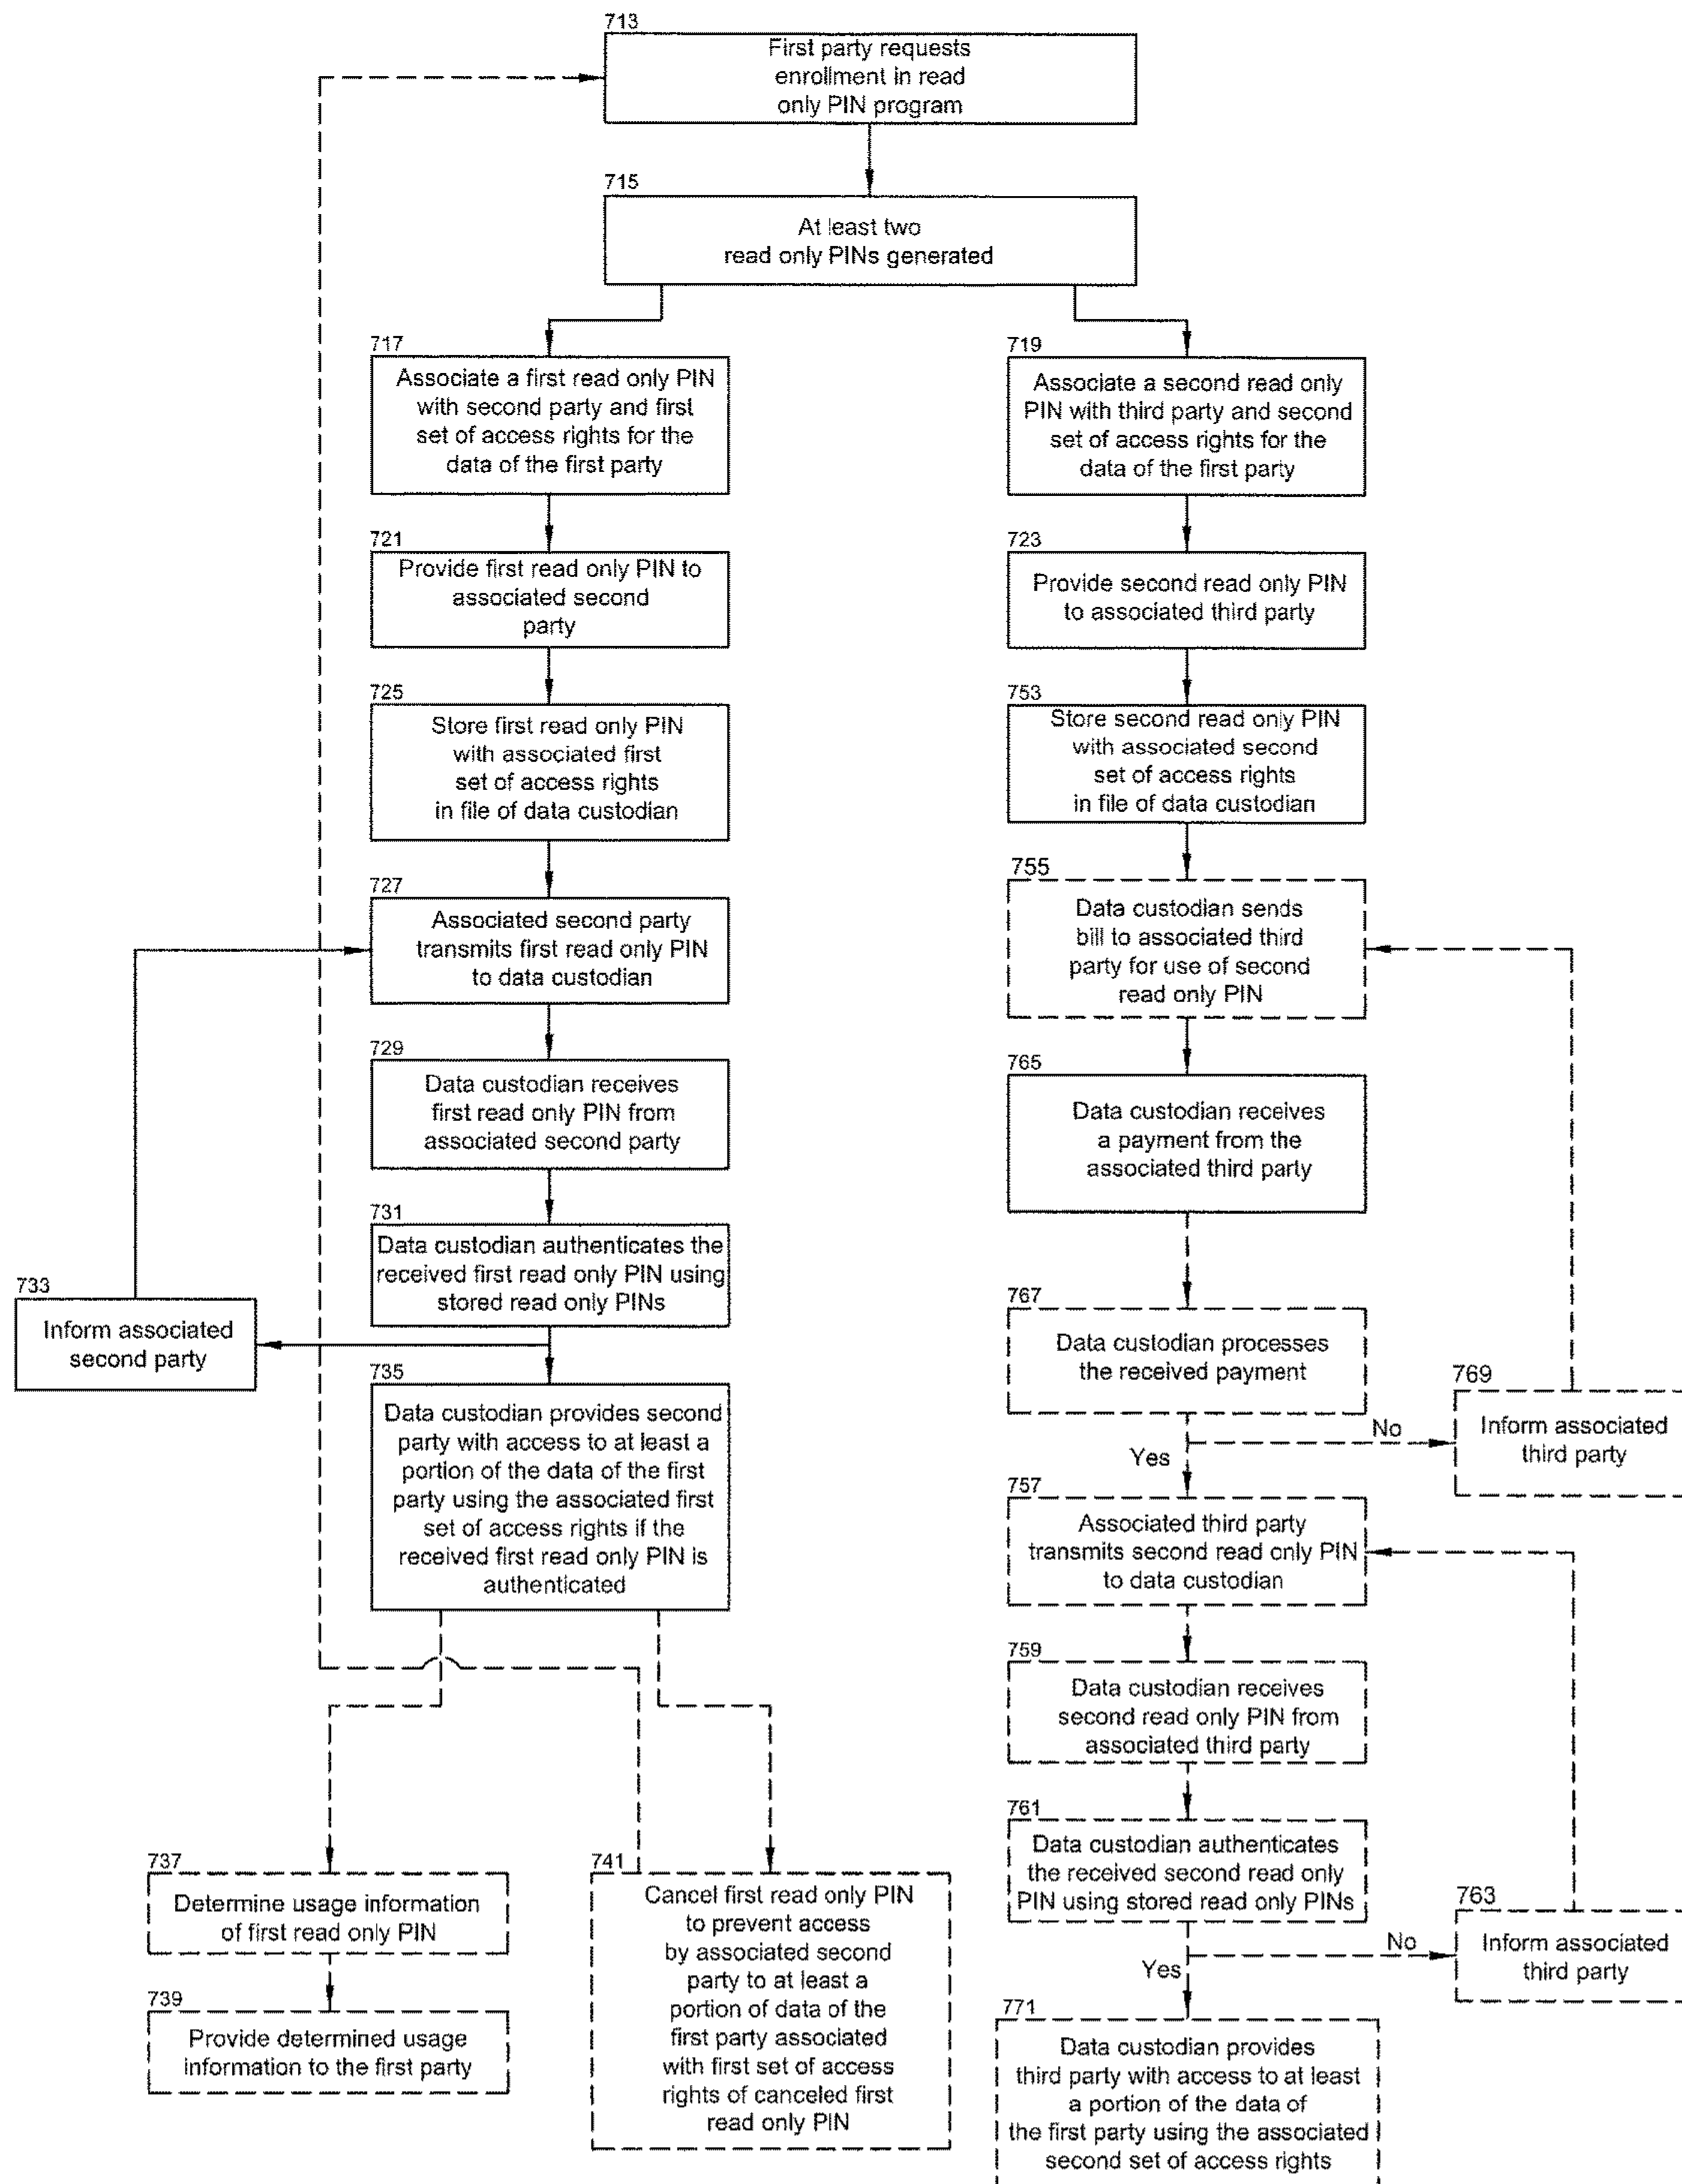 713
First party requests
enrollment in read
only PIN program
715
At least two
read only PINs generated
717
Associate a first read only PIN
with second party and first
set of access rights for the
data of the first party
719
Associate a second read only
PIN with third party and second
set of access rights for the
data of the first party
721
Provide first read only PIN to
associated second
party
723
Provide second read only PIN
to associated third party
725
Store first read only PIN
with associated first
set of access rights
in file of data custodian
753
Store second read only PIN
with associated second
set of access rights
in file of data custodian
727
Associated second party
transmits first read only PIN
to data custodian
755
Data custodian sends
bill to associated third
party for use of second
read only PIN
729
Data custodian receives
first read only PIN from
associated second party
765
Data custodian receives
a payment from the
associated third party
731
Data custodian authenticates the
received first read only PIN using
stored read only PINs
733
Inform associated
second party
767
Data custodian processes
the received payment
No
Yes
769
Inform associated
third party
735
Data custodian provides second
party with access to at least a
portion of the data of the first
party using the associated first
set of access rights if the
received first read only PIN is
authenticated
757
Associated third party
transmits second read only PIN
to data custodian
759
Data custodian receives
second read only PIN from
associated third party
761
Data custodian authenticates
the received second read only
PIN using stored read only PINs
No
Yes
763
Inform associated
third party
737
Determine usage information
of first read only PIN
739
Provide determined usage
information to the first party
741
Cancel first read only PIN
to prevent access
by associated second
party to at least a
portion of data of the
first party associated
with first set of access
rights of canceled first
read only PIN
771
Data custodian provides
third party with access to at least
a portion of the data of
the first party using the associated
second set of access rights